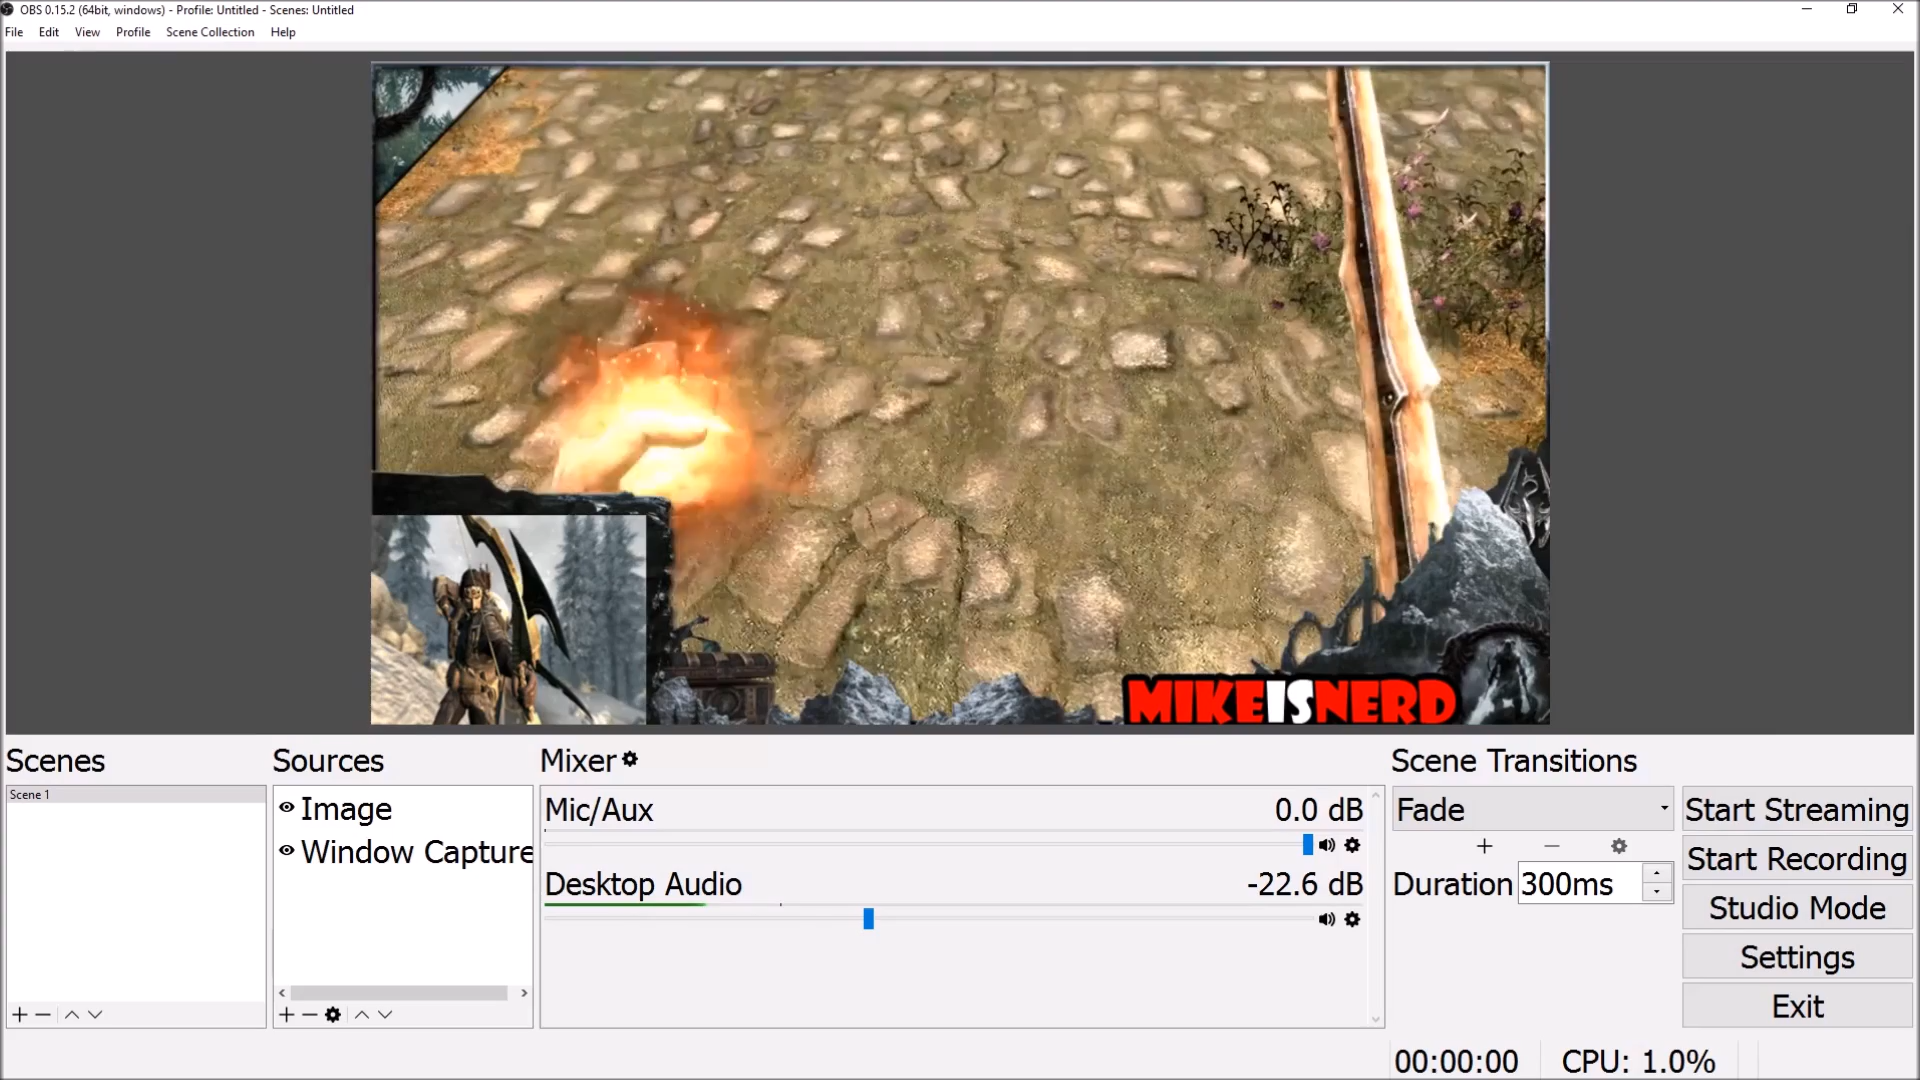 OBS 0.15.2 (64bit, windows) - Profile: Untitled - Scenes: Untitled
File Edit View Profile Scene Collection Help
MIKEISNERD
Scenes
Scene 1
Sources
Image
Window Capture
Mixer
Mic/Aux 0.0 dB
Desktop Audio -22.6 dB
Scene Transitions
Fade
Duration 300ms
Start Streaming
Start Recording
Studio Mode
Settings
Exit
00:00:00 CPU: 1.0%